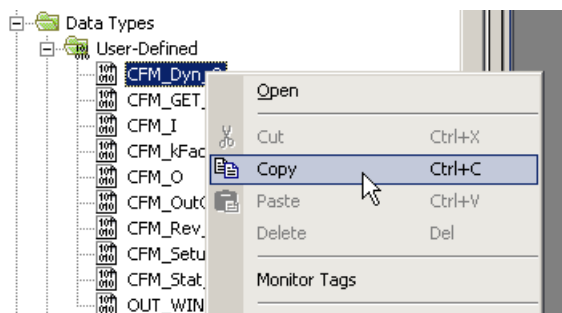 Data Types
User-Defined
CFM_Dyn_
Open
CFM_GET_
CFM_I
Cut Ctrl+X
CFM_kFac
Copy Ctrl+C
CFM_O
CFM_Out
Paste Ctrl+V
CFM_Rev_
Delete Del
CFM_Setu
CFM_Stat_
Monitor Tags
OUT_WIN